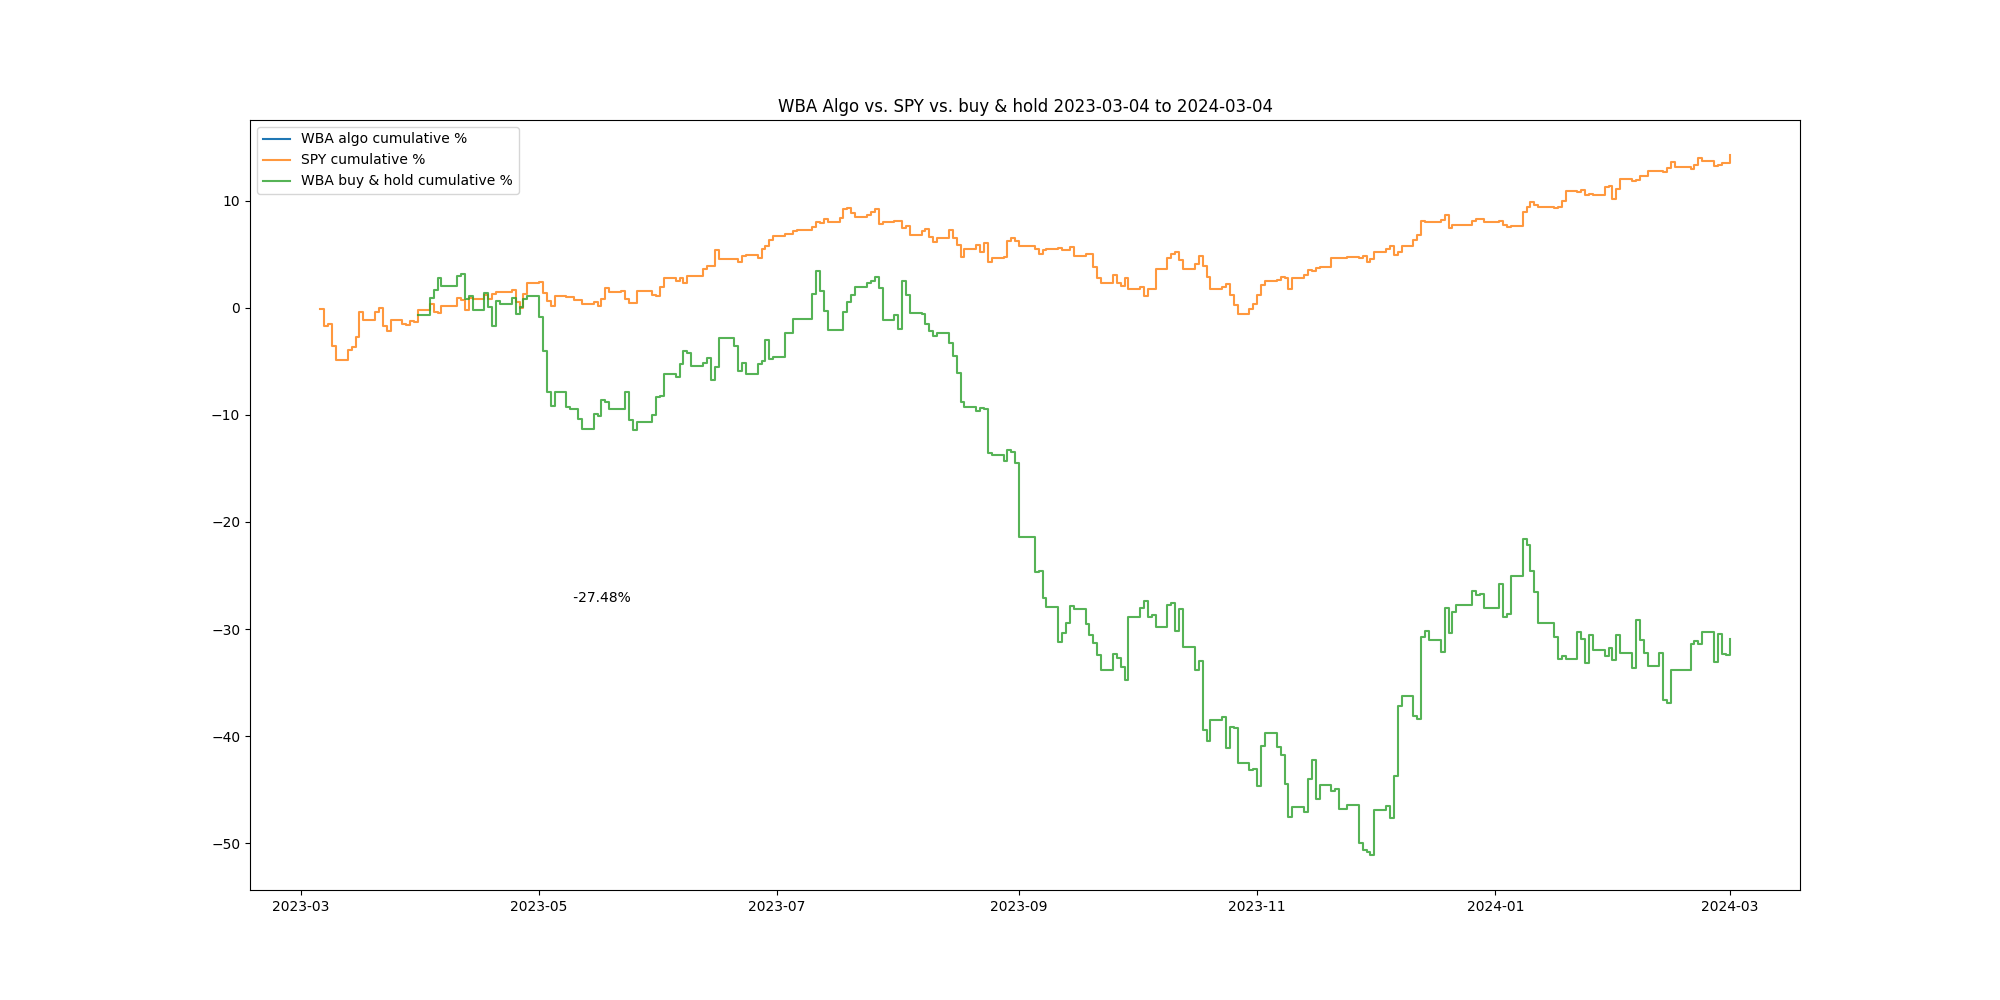 WBA Algo vs. SPY vs. buy & hold 2023-03-04 to 2024-03-04
WBA algo cumulative %
SPY cumulative %
WBA buy & hold cumulative %
10
0
−10
−20
-27.48%
−30
−40
−50
2023-03 2023-05 2023-07 2023-09 2023-11 2024-01 2024-03